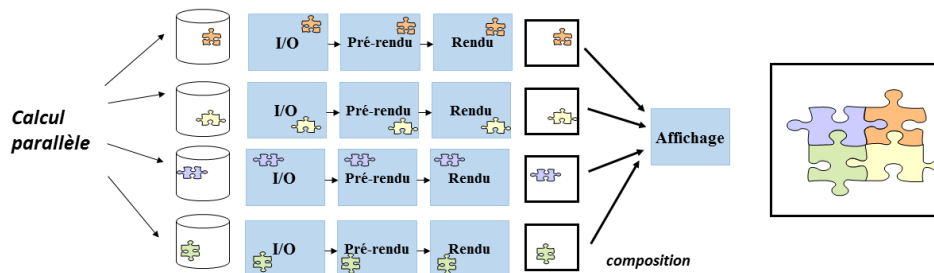 I/O
Pré-rendu
Rendu
I/O
Pré-rendu
Rendu
Calcul
parallèle
Affichage
I/O
Pré-rendu
Rendu
I/O
Pré-rendu
Rendu
composition